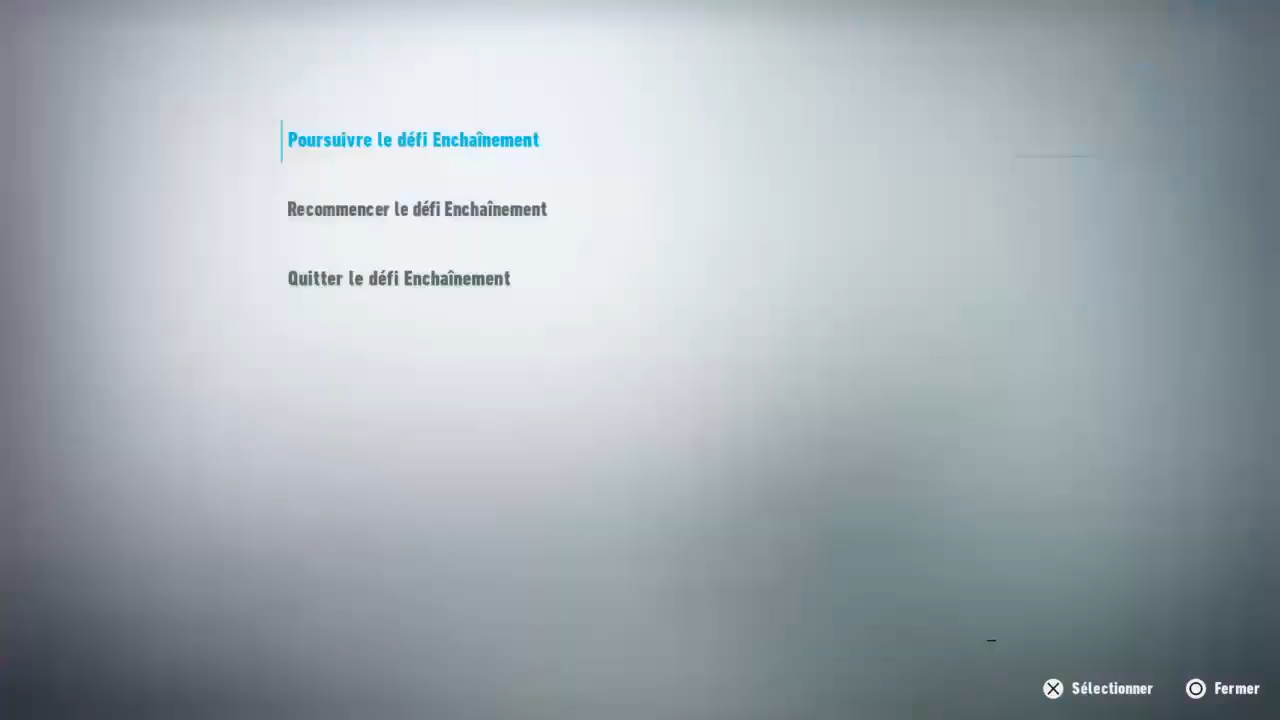 Poursuivre le défi Enchaînement
Recommencer le défi Enchaînement
Quitter le défi Enchaînement
Sélectionner
Fermer